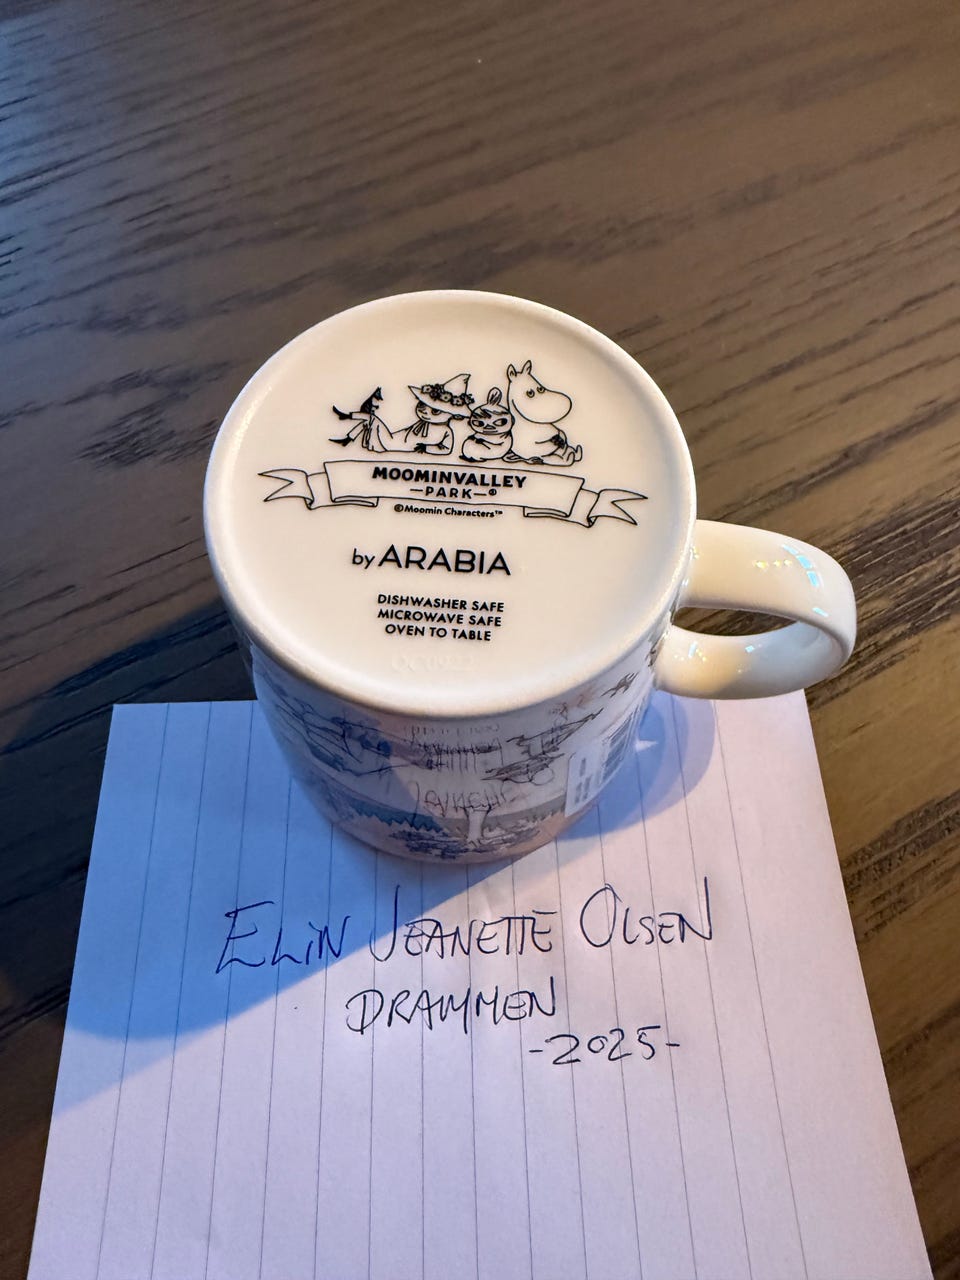 MOOMINVALLEY
—PARK—®
©Moomin Characters™
by ARABIA
DISHWASHER SAFE
MICROWAVE SAFE
OVEN TO TABLE
ELiN JEANETTE OLSEN
DRAMMEN
-2025-